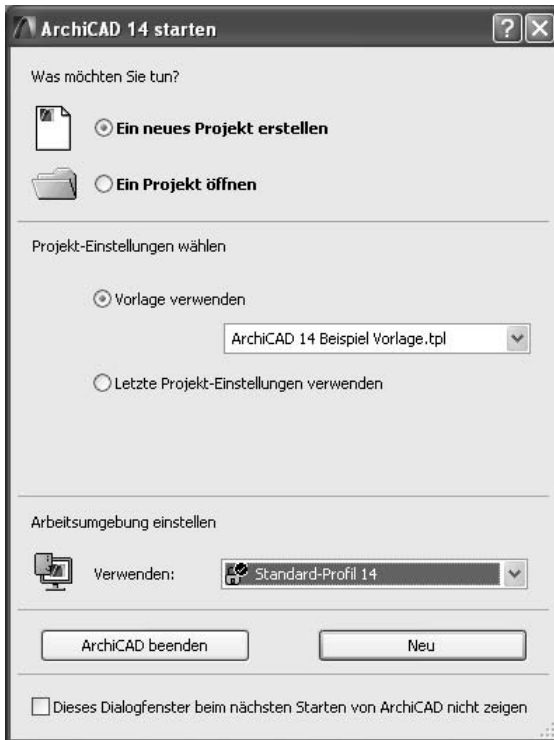 ArchiCAD 14 starten
Was möchten Sie tun?
Ein neues Projekt erstellen
Ein Projekt öffnen
Projekt-Einstellungen wählen
Vorlage verwenden
ArchiCAD 14 Beispiel Vorlage.tpl
Letzte Projekt-Einstellungen verwenden
Arbeitsumgebung einstellen
Verwenden: Standard-Profil 14
ArchiCAD beenden Neu
Dieses Dialogfenster beim nächsten Starten von ArchiCAD nicht zeigen